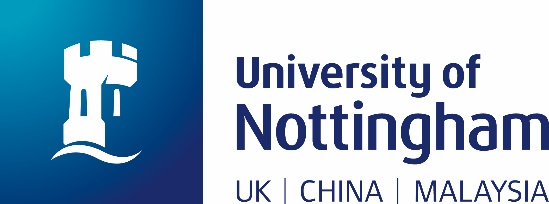 University of
Nottingham
UK | CHINA | MALAYSIA